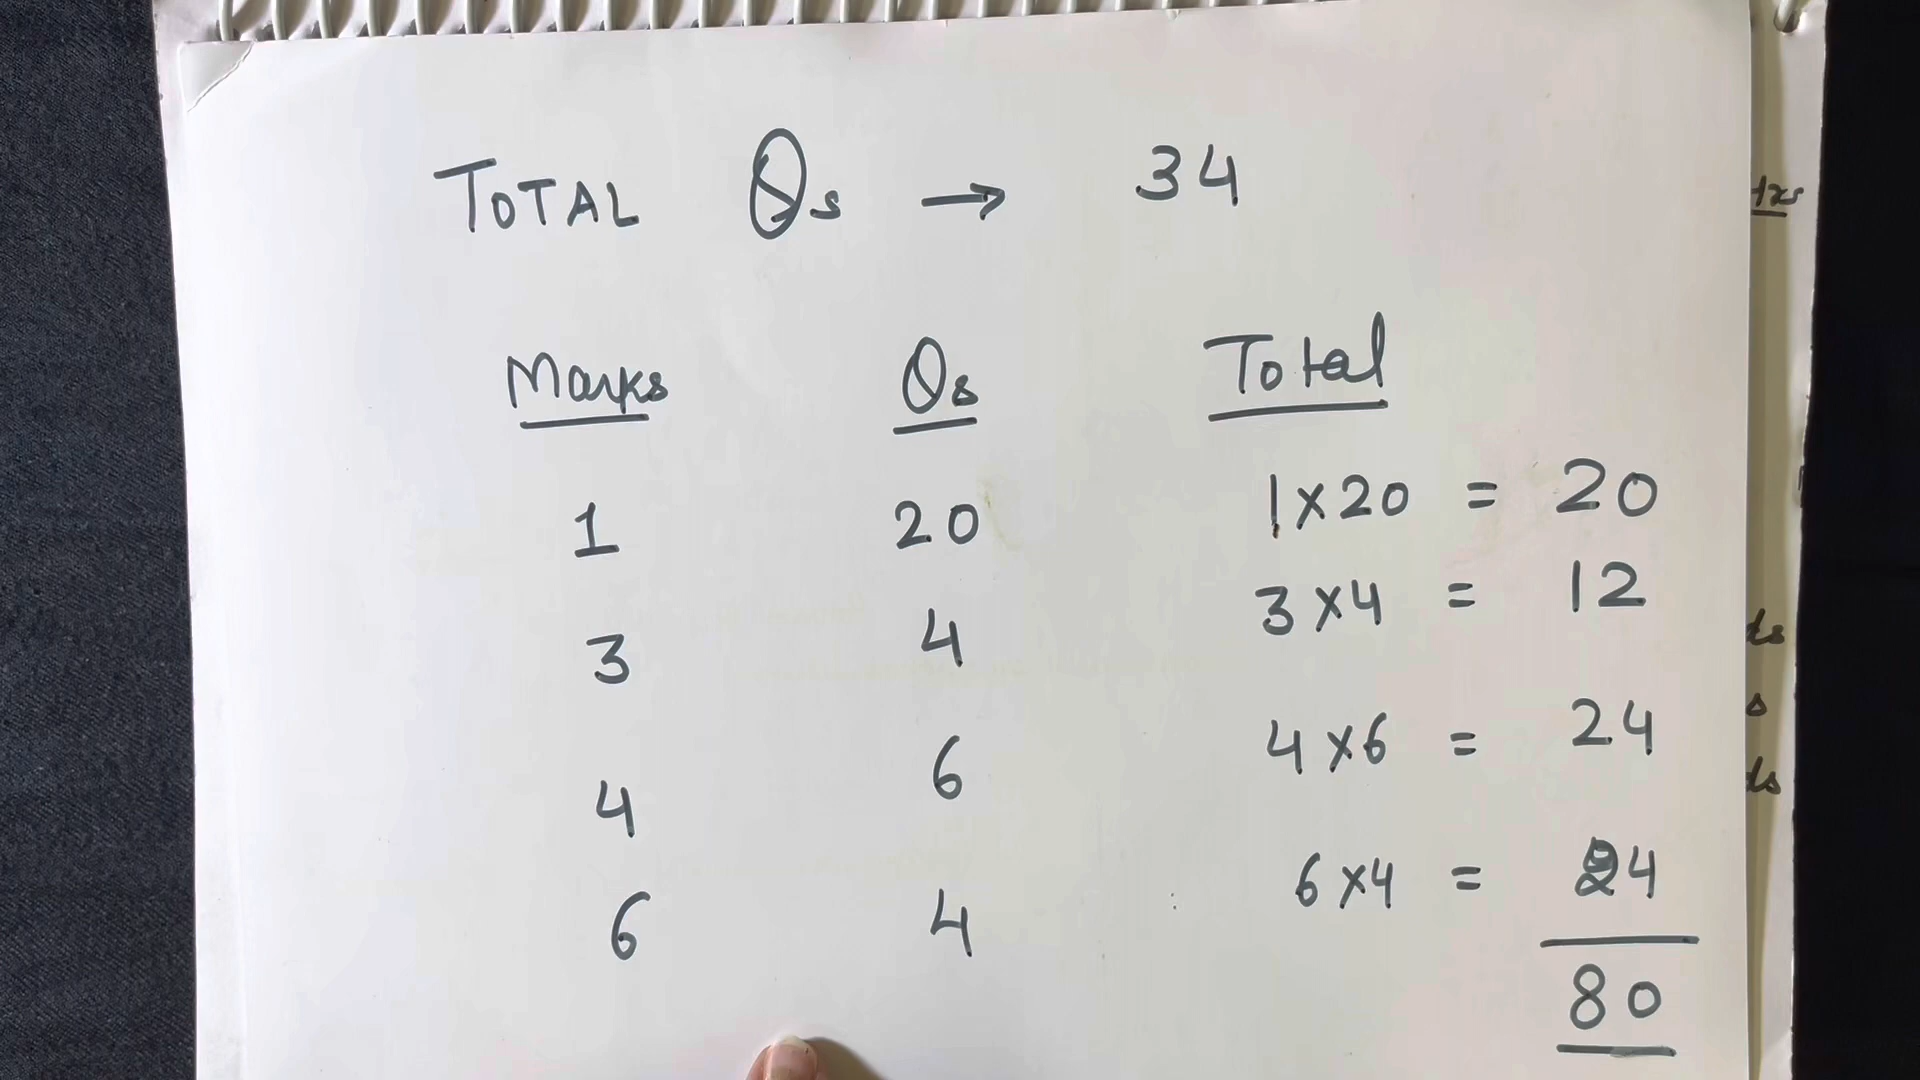 TOTAL Qs → 34
Marks Qs Total
1 20 1 x 20 = 20
3 4 3 x 4 = 12
4 6 4 x 6 = 24
6 4 6 x 4 = 24
80